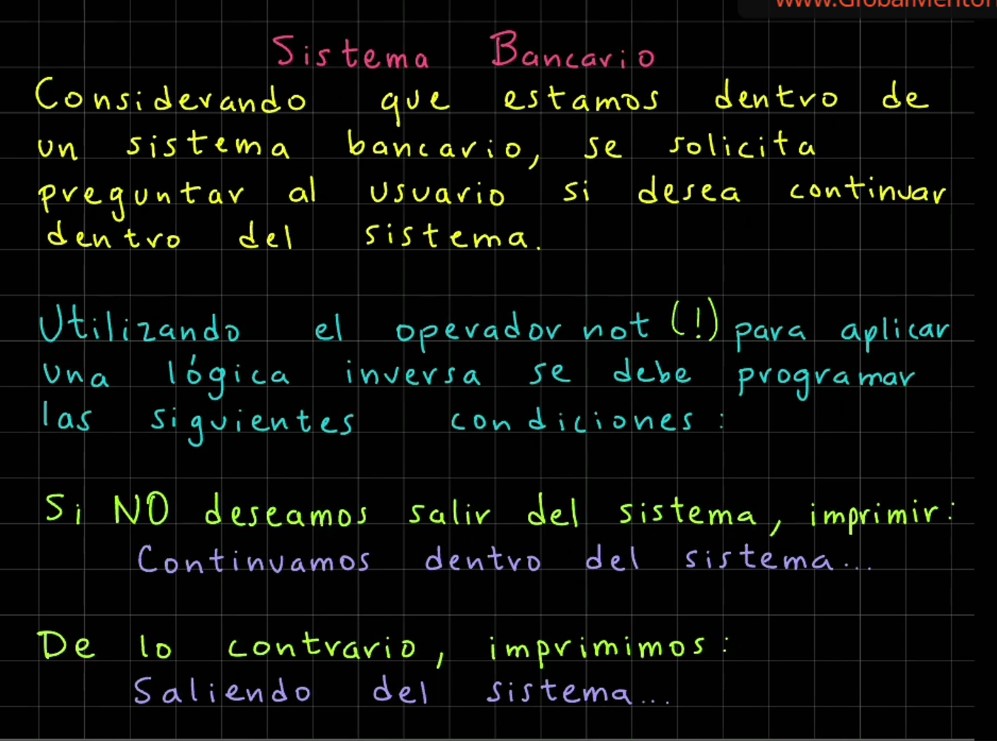 Sistema Bancario
Considerando que estamos dentro de
un sistema bancario, se solicita
preguntar al usuario si desea continuar
dentro del sistema.
Utilizando el operador not (!) para aplicar
una lógica inversa se debe programar
las siguientes condiciones:
Si NO deseamos salir del sistema, imprimir:
Continuamos dentro del sistema...
De lo contrario, imprimimos:
Saliendo del sistema...